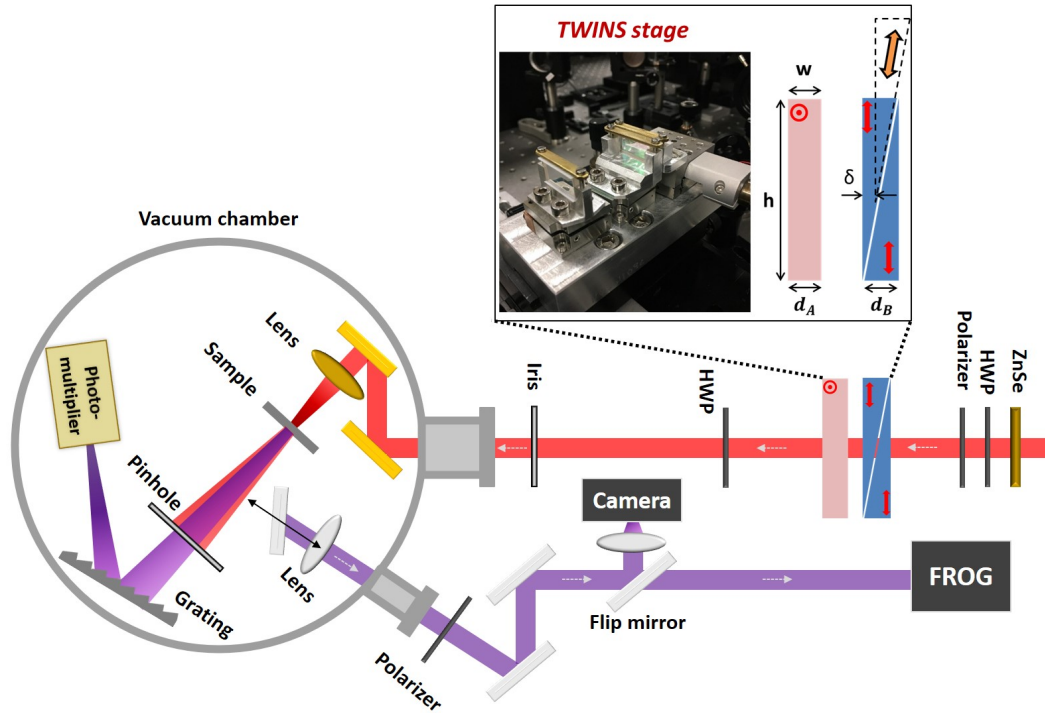 TWINS stage
w
h
δ
d_A
d_B
Vacuum chamber
Lens
Sample
Photo-
multiplier
Pinhole
Grating
Lens
Iris
HWP
Polarizer
HWP
ZnSe
Camera
Flip mirror
FROG
Polarizer